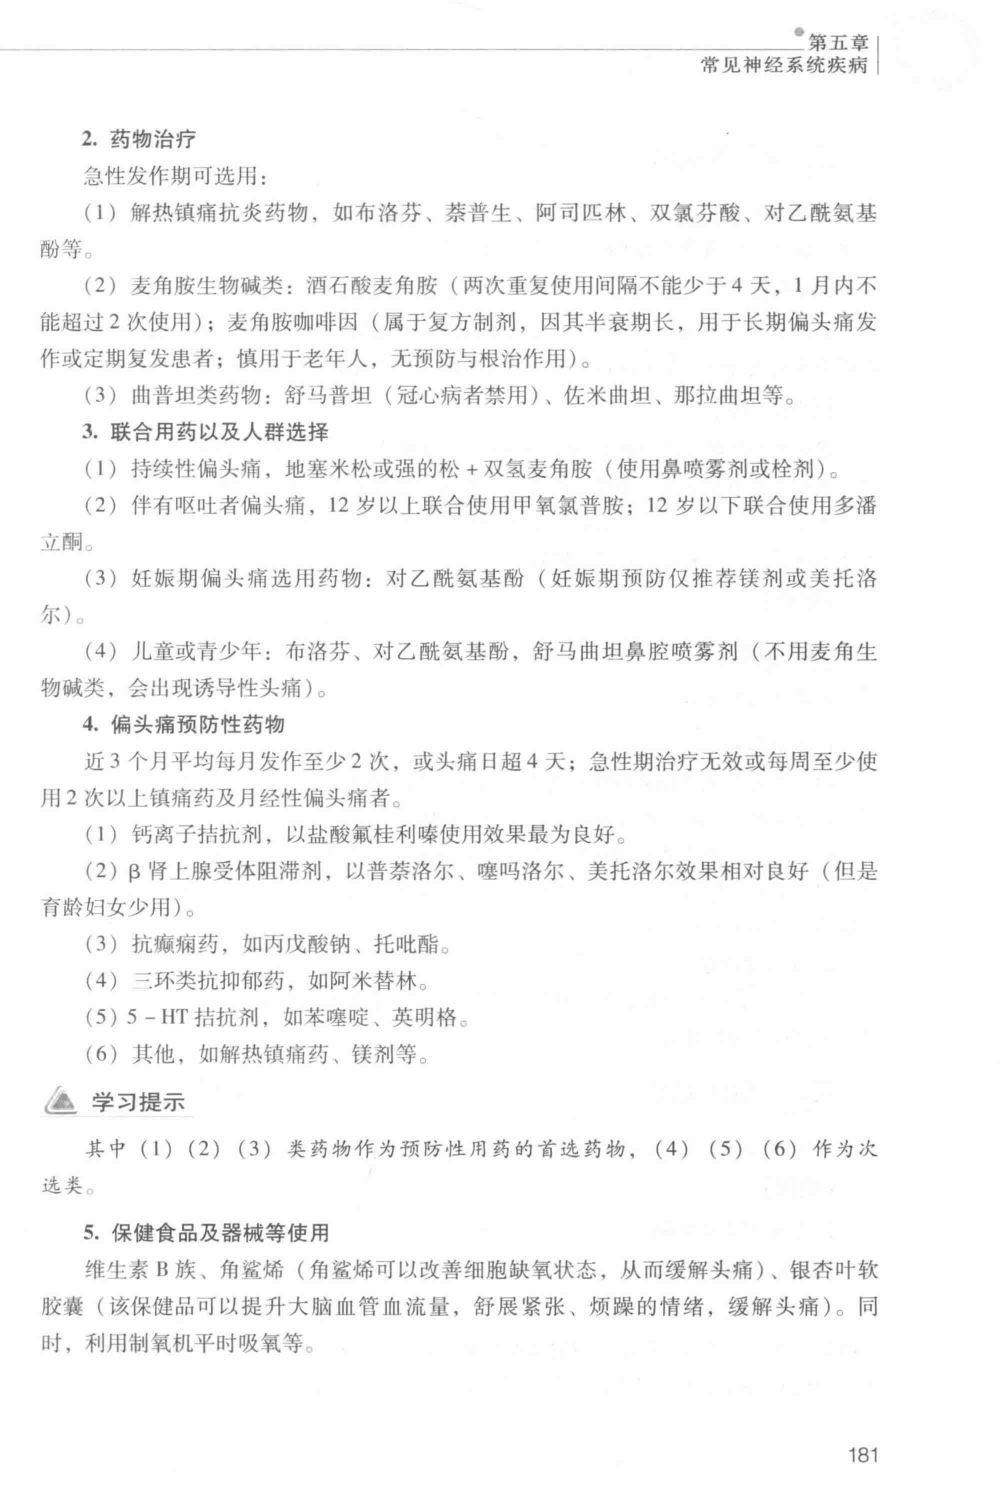 第五章
常见神经系统疾病
2. 药物治疗
急性发作期可选用：
（1）解热镇痛抗炎药物，如布洛芬、萘普生、阿司匹林、双氯芬酸、对乙酰氨基
酚等。
（2）麦角胺生物碱类：酒石酸麦角胺（两次重复使用间隔不能少于 4 天，1 月内不
能超过 2 次使用）；麦角胺咖啡因（属于复方制剂，因其半衰期长，用于长期偏头痛发
作或定期复发患者；慎用于老年人，无预防与根治作用）。
（3）曲普坦类药物：舒马普坦（冠心病者禁用）、佐米曲坦、那拉曲坦等。
3. 联合用药以及人群选择
（1）持续性偏头痛，地塞米松或强的松 + 双氢麦角胺（使用鼻喷雾剂或栓剂）。
（2）伴有呕吐者偏头痛，12 岁以上联合使用甲氧氯普胺；12 岁以下联合使用多潘
立酮。
（3）妊娠期偏头痛选用药物：对乙酰氨基酚（妊娠期预防仅推荐镁剂或美托洛
尔）。
（4）儿童或青少年：布洛芬、对乙酰氨基酚，舒马曲坦鼻腔喷雾剂（不用麦角生
物碱类，会出现诱导性头痛）。
4. 偏头痛预防性药物
近 3 个月平均每月发作至少 2 次，或头痛日超 4 天；急性期治疗无效或每周至少使
用 2 次以上镇痛药及月经性偏头痛者。
（1）钙离子拮抗剂，以盐酸氟桂利嗪使用效果最为良好。
（2）β 肾上腺受体阻滞剂，以普萘洛尔、噻吗洛尔、美托洛尔效果相对良好（但是
育龄妇女少用）。
（3）抗癫痫药，如丙戊酸钠、托吡酯。
（4）三环类抗抑郁药，如阿米替林。
（5）5 – HT 拮抗剂，如苯噻啶、英明格。
（6）其他，如解热镇痛药、镁剂等。
学习提示
其中（1）（2）（3）类药物作为预防性用药的首选药物，（4）（5）（6）作为次
选类。
5. 保健食品及器械等使用
维生素 B 族、角鲨烯（角鲨烯可以改善细胞缺氧状态，从而缓解头痛）、银杏叶软
胶囊（该保健品可以提升大脑血管血流量，舒展紧张、烦躁的情绪，缓解头痛）。同
时，利用制氧机平时吸氧等。
181